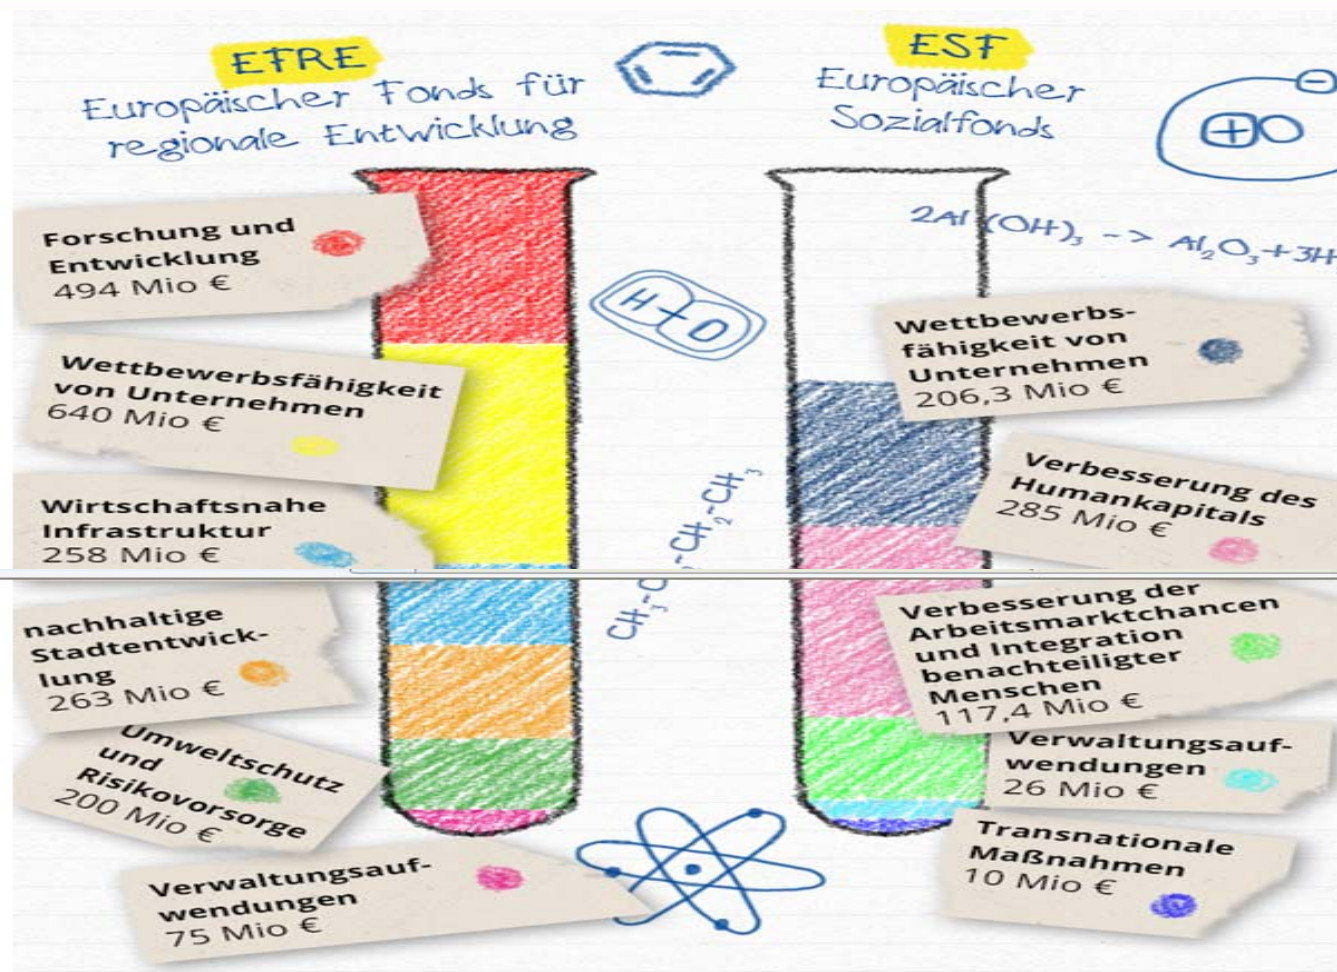 EFRE
Europäischer Fonds für
regionale Entwicklung
ESF
Europäischer
Sozialfonds
Forschung und
Entwicklung
494 Mio €
Wettbewerbsfähigkeit
von Unternehmen
640 Mio €
Wirtschaftsnahe
Infrastruktur
258 Mio €
nachhaltige
Stadtentwick-
lung
263 Mio €
Umweltschutz
und
Risikovorsorge
200 Mio €
Verwaltungsauf-
wendungen
75 Mio €
H-O
CH₃-C -CH₂-CH₃
+
-
2Al (OH)₃ -> Al₂O₃+3H
Wettbewerbs-
fähigkeit von
Unternehmen
206,3 Mio €
Verbesserung des
Humankapitals
285 Mio €
Verbesserung der
Arbeitsmarktchancen
und Integration
benachteiligter
Menschen
117,4 Mio €
Verwaltungsauf-
wendungen
26 Mio €
Transnationale
Maßnahmen
10 Mio €